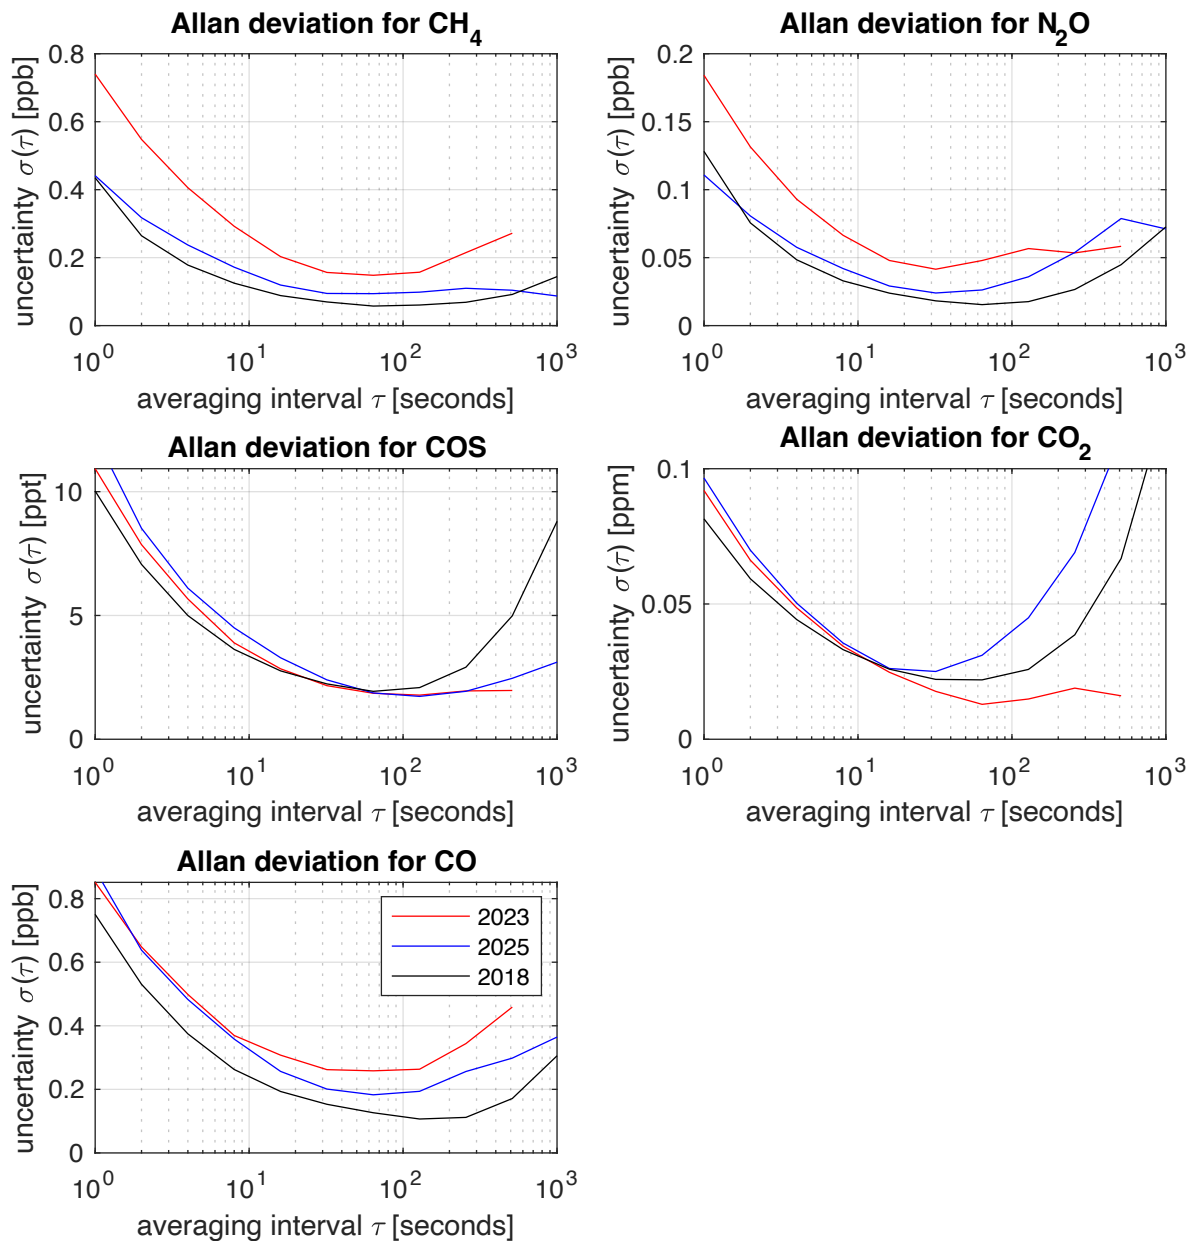 Allan deviation for CH4
uncertainty σ(τ) [ppb]
0.8
0.6
0.4
0.2
0
10^0
10^1
10^2
10^3
averaging interval τ [seconds]
Allan deviation for N2O
uncertainty σ(τ) [ppb]
0.2
0.15
0.1
0.05
0
10^0
10^1
10^2
10^3
averaging interval τ [seconds]
Allan deviation for COS
uncertainty σ(τ) [ppt]
10
5
0
10^0
10^1
10^2
10^3
averaging interval τ [seconds]
Allan deviation for CO2
uncertainty σ(τ) [ppm]
0.1
0.05
0
10^0
10^1
10^2
10^3
averaging interval τ [seconds]
Allan deviation for CO
uncertainty σ(τ) [ppb]
0.8
0.6
0.4
0.2
0
10^0
10^1
10^2
10^3
averaging interval τ [seconds]
2023
2025
2018